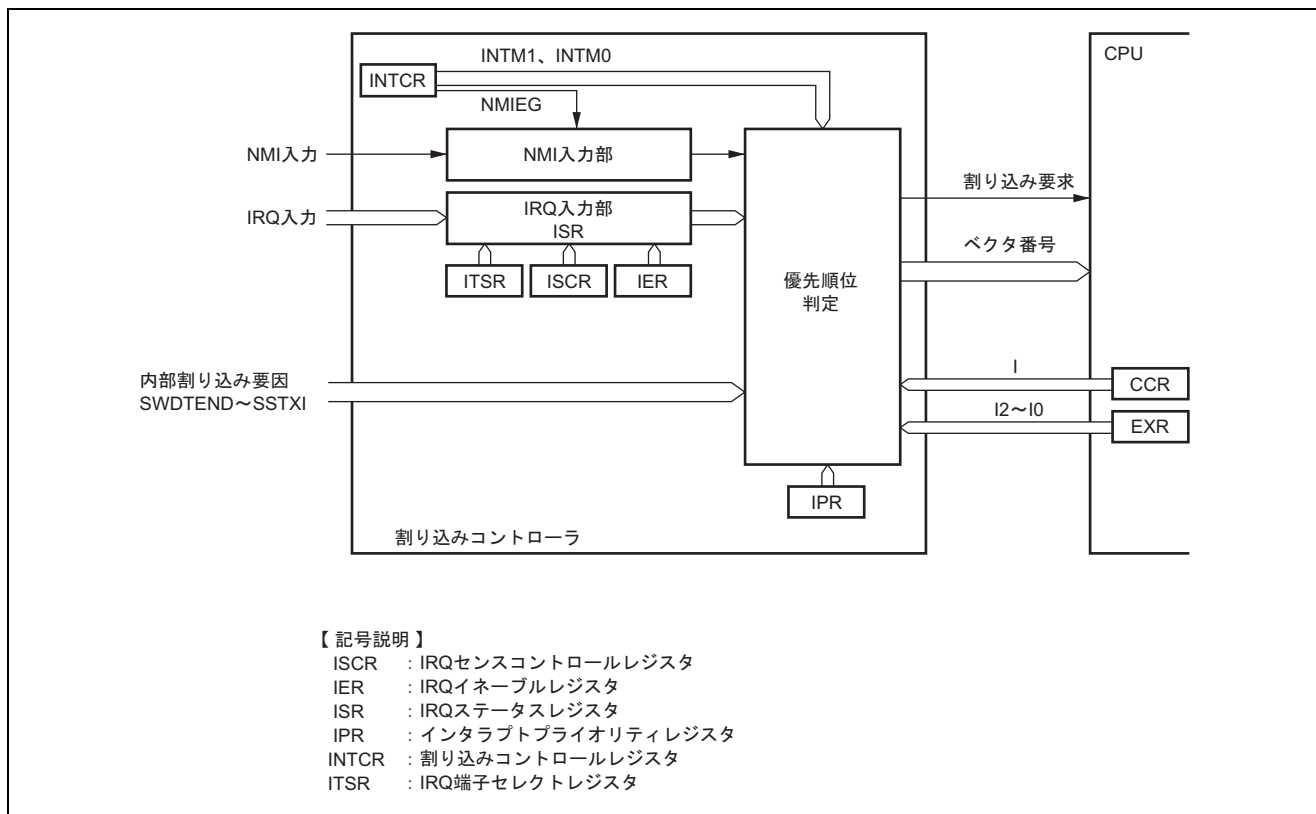 INTM1、INTM0
CPU
INTCR
NMIEG
NMI入力
NMI入力部
割り込み要求
IRQ入力
IRQ入力部
ISR
ベクタ番号
ITSR
ISCR
IER
優先順位
判定
内部割り込み要因
SWDTEND～SSTXI
I
CCR
I2～I0
EXR
IPR
割り込みコントローラ
【 記号説明 】
ISCR : IRQセンスコントロールレジスタ
IER : IRQイネーブルレジスタ
ISR : IRQステータスレジスタ
IPR : インタラプトプライオリティレジスタ
INTCR : 割り込みコントロールレジスタ
ITSR : IRQ端子セレクトレジスタ